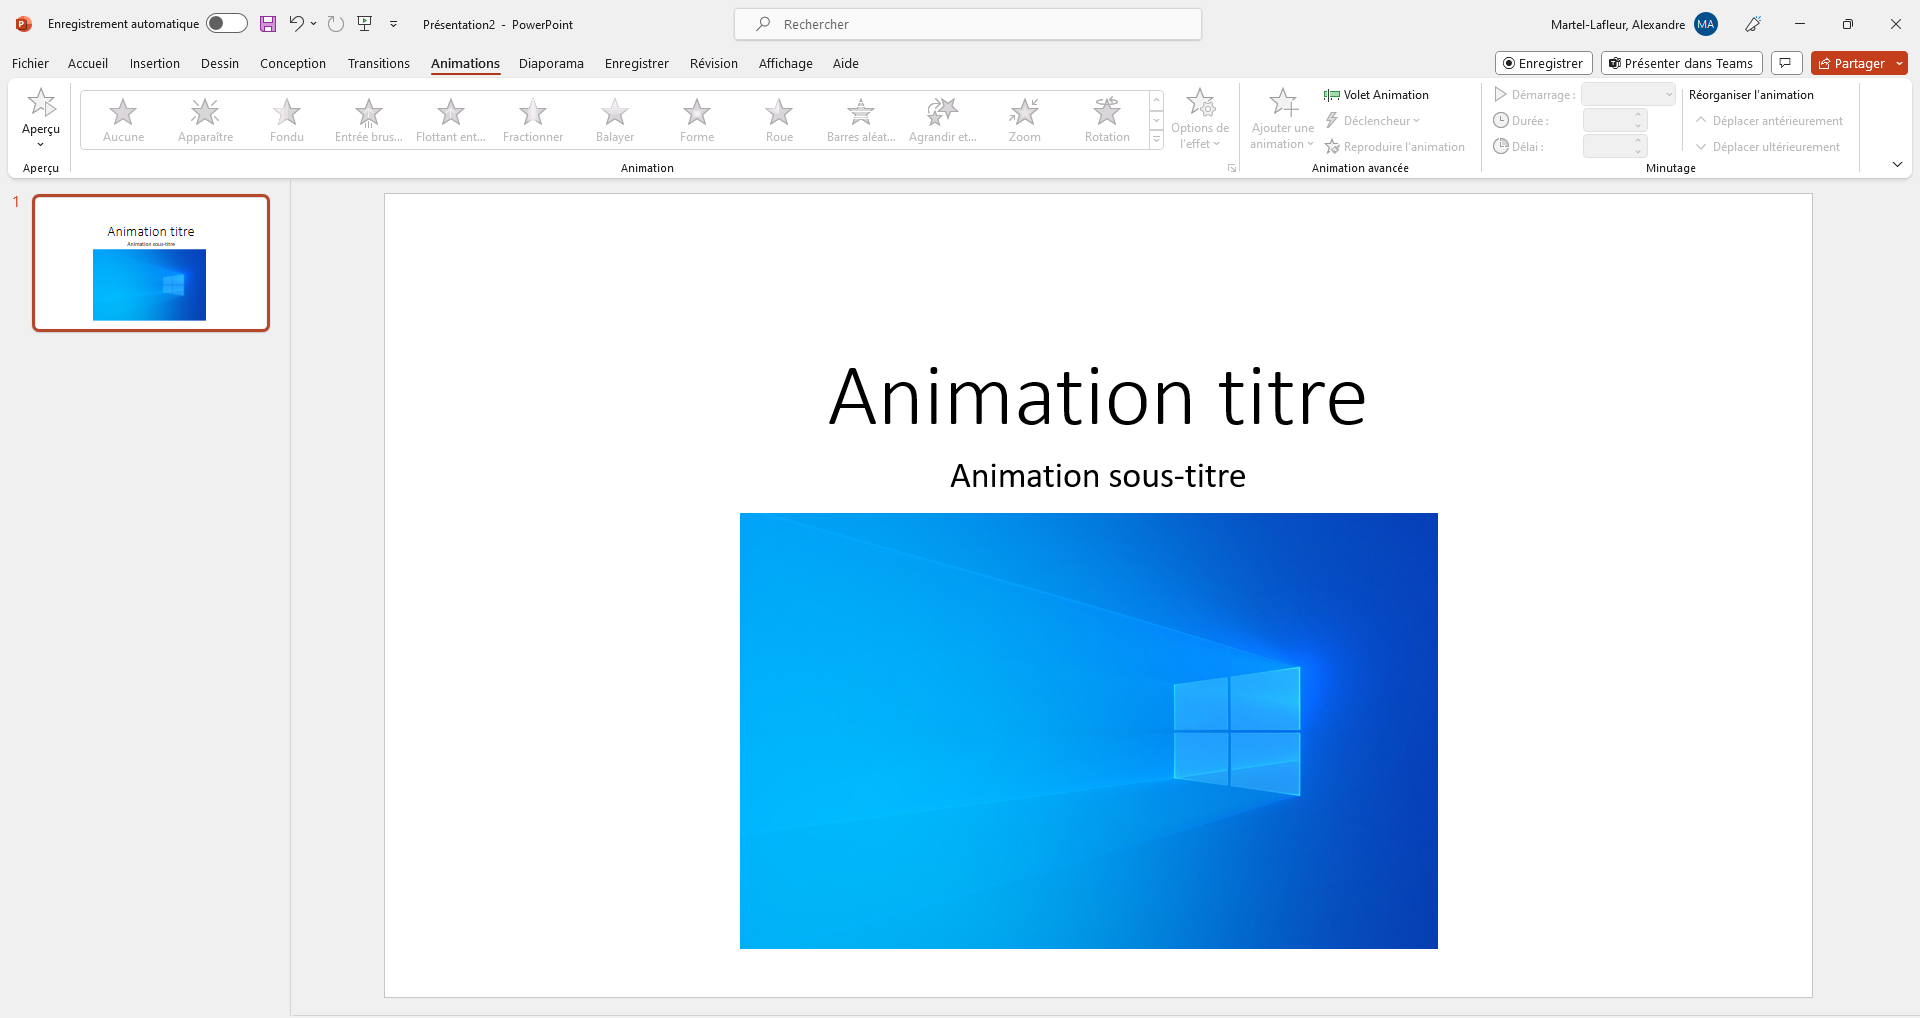 Enregistrement automatique
Présentation2 - PowerPoint
Rechercher
Martel-Lafleur, Alexandre
MA
Fichier Accueil Insertion Dessin Conception Transitions Animations Diaporama Enregistrer Révision Affichage Aide
Enregistrer
Présenter dans Teams
Partager
Aperçu
Aperçu
Aucune Apparaître Fondu Entrée brus... Flottant ent... Fractionner Balayer Forme Roue Barres aléat... Agrandir et... Zoom Rotation
Options de
l'effet
Animation
Ajouter une
animation
Volet Animation
Déclencheur
Reproduire l'animation
Animation avancée
Démarrage :
Durée :
Délai :
Réorganiser l'animation
Déplacer antérieurement
Déplacer ultérieurement
Minutage
1
Animation titre
Animation sous-titre
Animation titre
Animation sous-titre